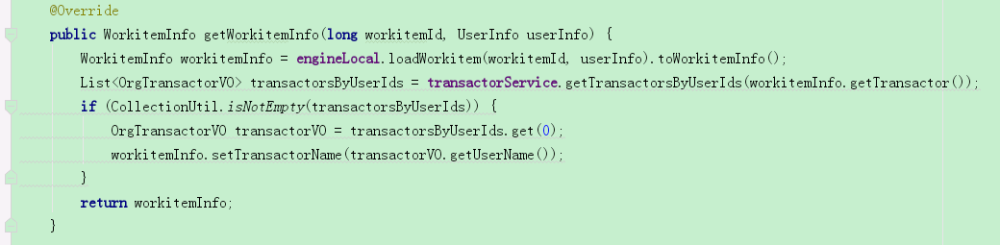 @Override
public WorkitemInfo getWorkitemInfo(long workitemId, UserInfo userInfo) {
WorkitemInfo workitemInfo = engineLocal.loadWorkitem(workitemId, userInfo).toWorkitemInfo();
List<OrgTransactorVO> transactorsByUserIds = transactorService.getTransactorsByUserIds(workitemInfo.getTransactor());
if (CollectionUtil.isNotEmpty(transactorsByUserIds)) {
OrgTransactorVO transactorVO = transactorsByUserIds.get(0);
workitemInfo.setTransactorName(transactorVO.getUserName());
}
return workitemInfo;
}